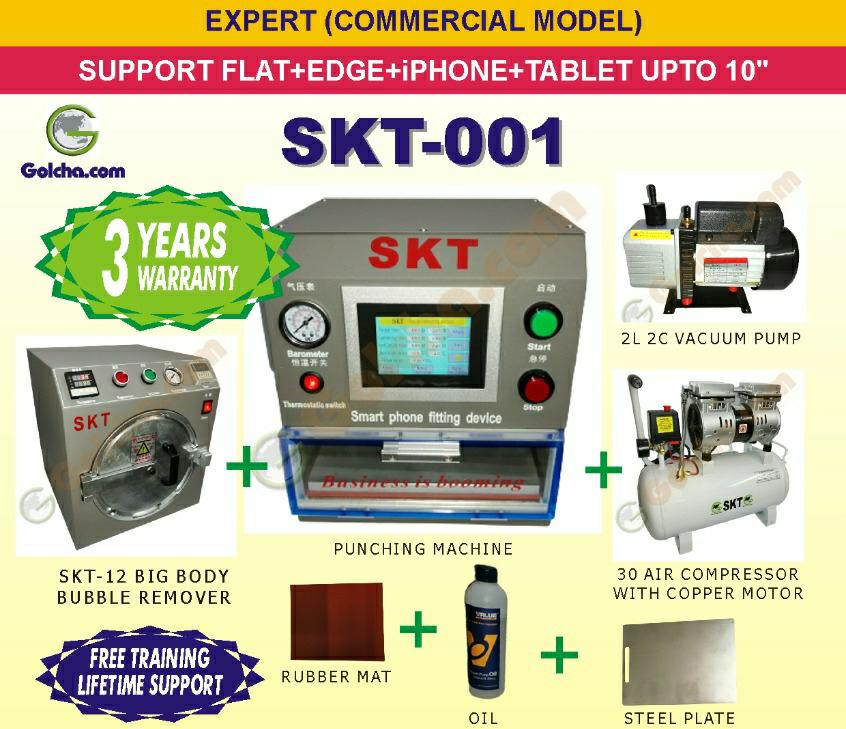 EXPERT (COMMERCIAL MODEL)
SUPPORT FLAT+EDGE+iPHONE+TABLET UPTO 10"
Golcha.com
SKT-001
3 YEARS
WARRANTY
SKT
气压表
启动
SKT
Barometer
恒温开关
Start
急停
Thermostatic switch
Stop
Smart phone fitting device
Business is booming
PUNCHING MACHINE
2L 2C VACUUM PUMP
SKT
SKT-12 BIG BODY
BUBBLE REMOVER
SKT
30 AIR COMPRESSOR
WITH COPPER MOTOR
FREE TRAINING
LIFETIME SUPPORT
RUBBER MAT
VALUE
Oil
OIL
STEEL PLATE